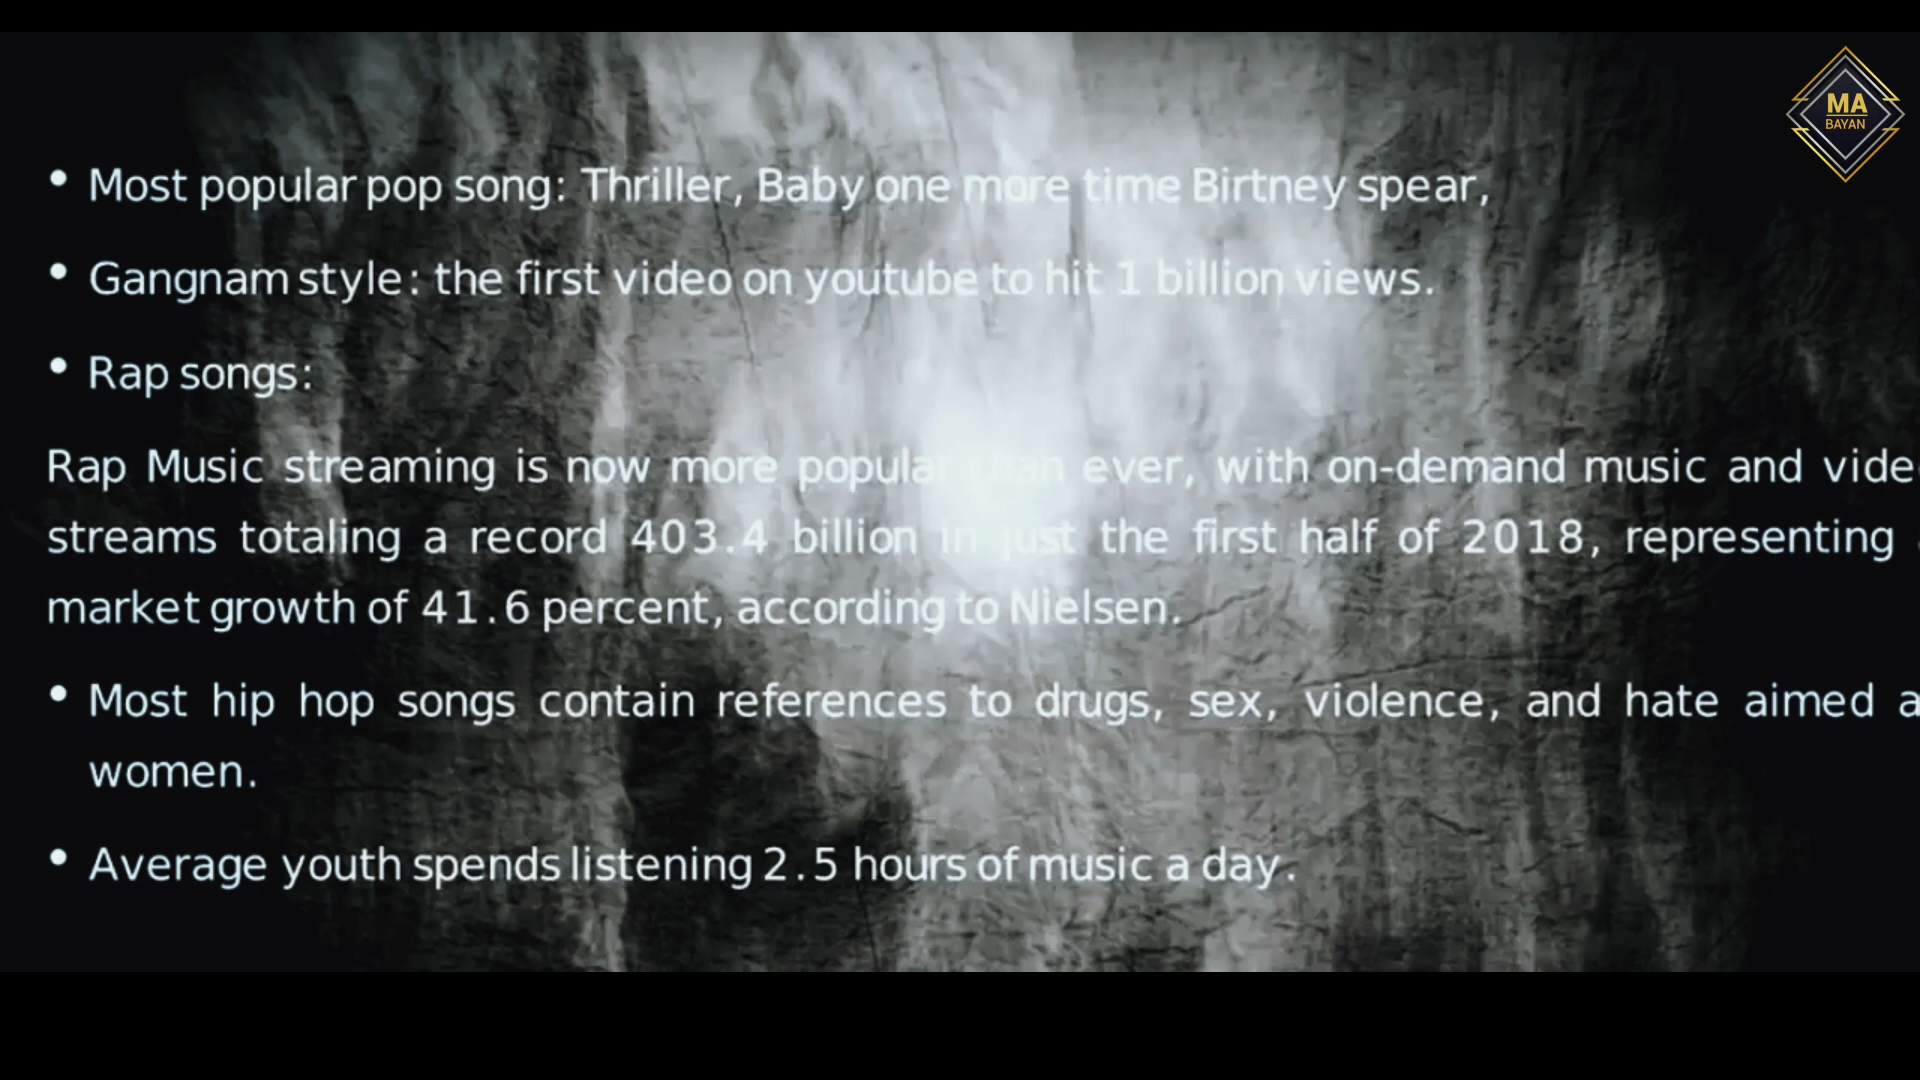 MA
BAYAN
• Most popular pop song: Thriller, Baby one more time Birtney spear,
• Gangnam style: the first video on youtube to hit 1 billion views.
• Rap songs:
Rap Music streaming is now more popular than ever, with on-demand music and vide
streams totaling a record 403.4 billion in just the first half of 2018, representing
market growth of 41.6 percent, according to Nielsen.
• Most hip hop songs contain references to drugs, sex, violence, and hate aimed a
women.
• Average youth spends listening 2.5 hours of music a day.